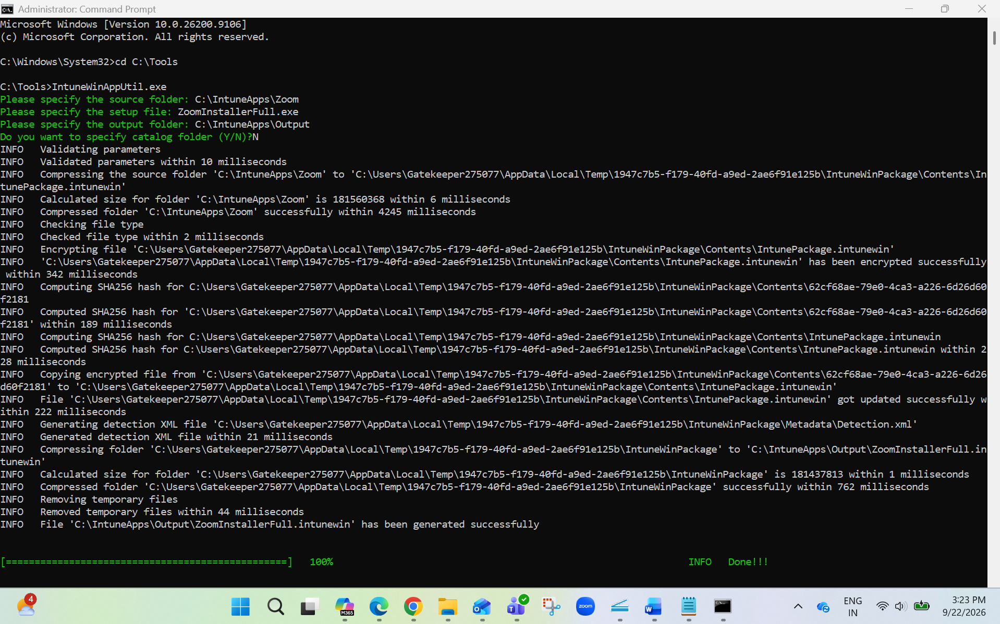 Administrator: Command Prompt
Microsoft Windows [Version 10.0.26200.9106]
(c) Microsoft Corporation. All rights reserved.
C:\Windows\System32>cd C:\Tools
C:\Tools>IntuneWinAppUtil.exe
Please specify the source folder: C:\IntuneApps\Zoom
Please specify the setup file: ZoomInstallerFull.exe
Please specify the output folder: C:\IntuneApps\Output
Do you want to specify catalog folder (Y/N)?N
INFO   Validating parameters
INFO   Validated parameters within 10 milliseconds
INFO   Compressing the source folder 'C:\IntuneApps\Zoom' to 'C:\Users\Gatekeeper275077\AppData\Local\Temp\1947c7b5-f179-40fd-a9ed-2ae6f91e125b\IntuneWinPackage\Contents\In
tunePackage.intunewin'
INFO   Calculated size for folder 'C:\IntuneApps\Zoom' is 181560368 within 6 milliseconds
INFO   Compressed folder 'C:\IntuneApps\Zoom' successfully within 4245 milliseconds
INFO   Checking file type
INFO   Checked file type within 2 milliseconds
INFO   Encrypting file 'C:\Users\Gatekeeper275077\AppData\Local\Temp\1947c7b5-f179-40fd-a9ed-2ae6f91e125b\IntuneWinPackage\Contents\IntunePackage.intunewin'
INFO   'C:\Users\Gatekeeper275077\AppData\Local\Temp\1947c7b5-f179-40fd-a9ed-2ae6f91e125b\IntuneWinPackage\Contents\IntunePackage.intunewin' has been encrypted successfully
 within 342 milliseconds
INFO   Computing SHA256 hash for C:\Users\Gatekeeper275077\AppData\Local\Temp\1947c7b5-f179-40fd-a9ed-2ae6f91e125b\IntuneWinPackage\Contents\62cf68ae-79e0-4ca3-a226-6d26d60
f2181
INFO   Computed SHA256 hash for 'C:\Users\Gatekeeper275077\AppData\Local\Temp\1947c7b5-f179-40fd-a9ed-2ae6f91e125b\IntuneWinPackage\Contents\62cf68ae-79e0-4ca3-a226-6d26d60
f2181' within 189 milliseconds
INFO   Computing SHA256 hash for C:\Users\Gatekeeper275077\AppData\Local\Temp\1947c7b5-f179-40fd-a9ed-2ae6f91e125b\IntuneWinPackage\Contents\IntunePackage.intunewin
INFO   Computed SHA256 hash for C:\Users\Gatekeeper275077\AppData\Local\Temp\1947c7b5-f179-40fd-a9ed-2ae6f91e125b\IntuneWinPackage\Contents\IntunePackage.intunewin within 2
28 milliseconds
INFO   Copying encrypted file from 'C:\Users\Gatekeeper275077\AppData\Local\Temp\1947c7b5-f179-40fd-a9ed-2ae6f91e125b\IntuneWinPackage\Contents\62cf68ae-79e0-4ca3-a226-6d26
d60f2181' to 'C:\Users\Gatekeeper275077\AppData\Local\Temp\1947c7b5-f179-40fd-a9ed-2ae6f91e125b\IntuneWinPackage\Contents\IntunePackage.intunewin'
INFO   File 'C:\Users\Gatekeeper275077\AppData\Local\Temp\1947c7b5-f179-40fd-a9ed-2ae6f91e125b\IntuneWinPackage\Contents\IntunePackage.intunewin' got updated successfully w
ithin 222 milliseconds
INFO   Generating detection XML file 'C:\Users\Gatekeeper275077\AppData\Local\Temp\1947c7b5-f179-40fd-a9ed-2ae6f91e125b\IntuneWinPackage\Metadata\Detection.xml'
INFO   Generated detection XML file within 21 milliseconds
INFO   Compressing folder 'C:\Users\Gatekeeper275077\AppData\Local\Temp\1947c7b5-f179-40fd-a9ed-2ae6f91e125b\IntuneWinPackage' to 'C:\IntuneApps\Output\ZoomInstallerFull.in
tunewin'
INFO   Calculated size for folder 'C:\Users\Gatekeeper275077\AppData\Local\Temp\1947c7b5-f179-40fd-a9ed-2ae6f91e125b\IntuneWinPackage' is 181437813 within 1 milliseconds
INFO   Compressed folder 'C:\Users\Gatekeeper275077\AppData\Local\Temp\1947c7b5-f179-40fd-a9ed-2ae6f91e125b\IntuneWinPackage' successfully within 762 milliseconds
INFO   Removing temporary files
INFO   Removed temporary files within 44 milliseconds
INFO   File 'C:\IntuneApps\Output\ZoomInstallerFull.intunewin' has been generated successfully
[=================================================]   100%   INFO   Done!!!
4
M365
zoom
ENG
IN
3:23 PM
9/22/2026